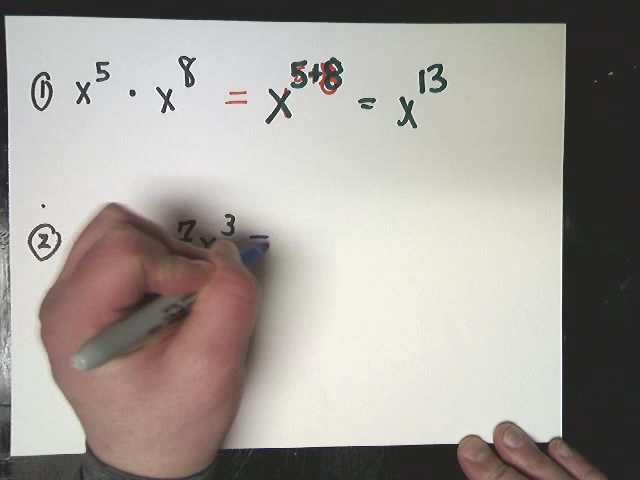 ① x⁵ · x⁸ = x⁵⁺⁸ = x¹³
② ⁷x³ =